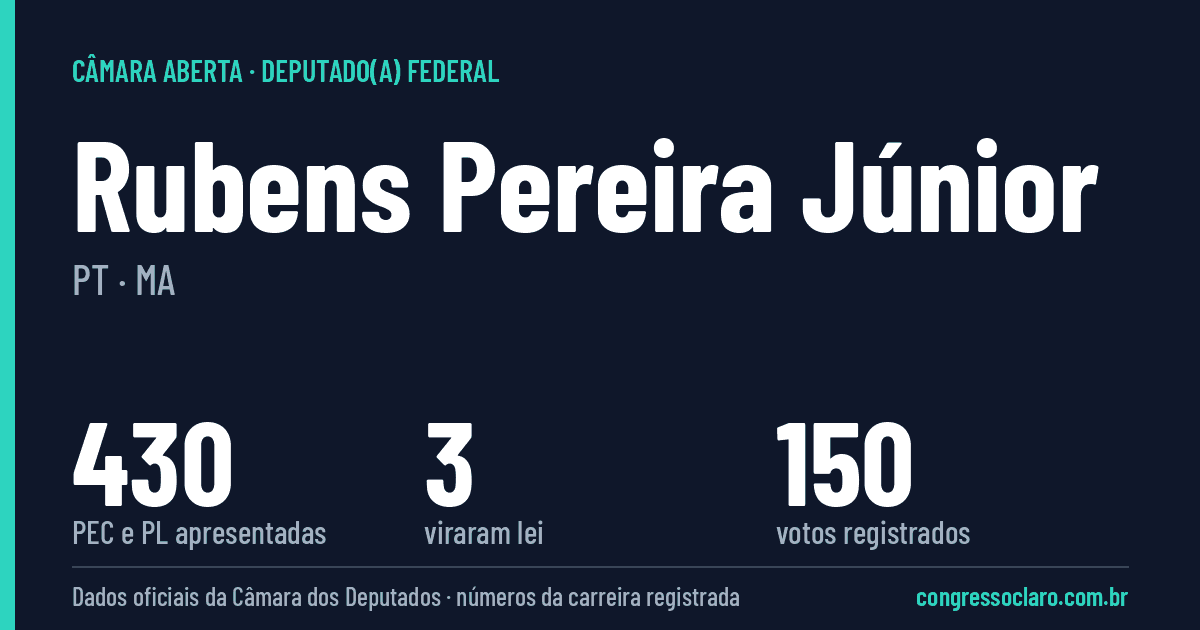 CÂMARA ABERTA · DEPUTADO(A) FEDERAL
Rubens Pereira Júnior
PT · MA
430 3 150
PEC e PL apresentadas viraram lei votos registrados
Dados oficiais da Câmara dos Deputados · números da carreira registrada congressoclaro.com.br